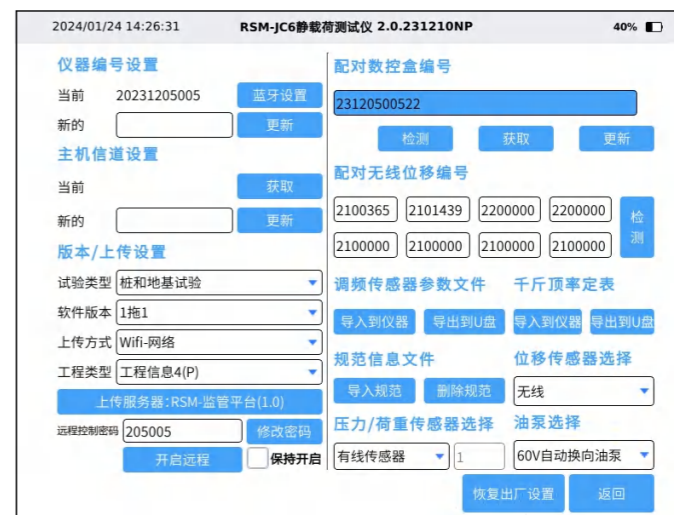 2024/01/24 14:26:31 RSM-JC6静载荷测试仪 2.0.231210NP 40%
仪器编号设置
当前 20231205005 蓝牙设置
新的 更新
主机信道设置
当前 获取
新的 更新
版本/上传设置
试验类型 桩和地基试验
软件版本 1拖1
上传方式 Wifi-网络
工程类型 工程信息4(P)
上传服务器:RSM-监管平台(1.0)
远程控制密码 205005 修改密码
开启远程 保持开启
配对数控盒编号
23120500522
检测 获取 更新
配对无线位移编号
2100365 2101439 2200000 2200000
2100000 2100000 2100000 2100000
检测
调频传感器参数文件 千斤顶率定表
导入到仪器 导出到U盘 导入到仪器 导出到U盘
规范信息文件 位移传感器选择
导入规范 删除规范 无线
压力/荷重传感器选择 油泵选择
有线传感器 1 60V自动换向油泵
恢复出厂设置 返回